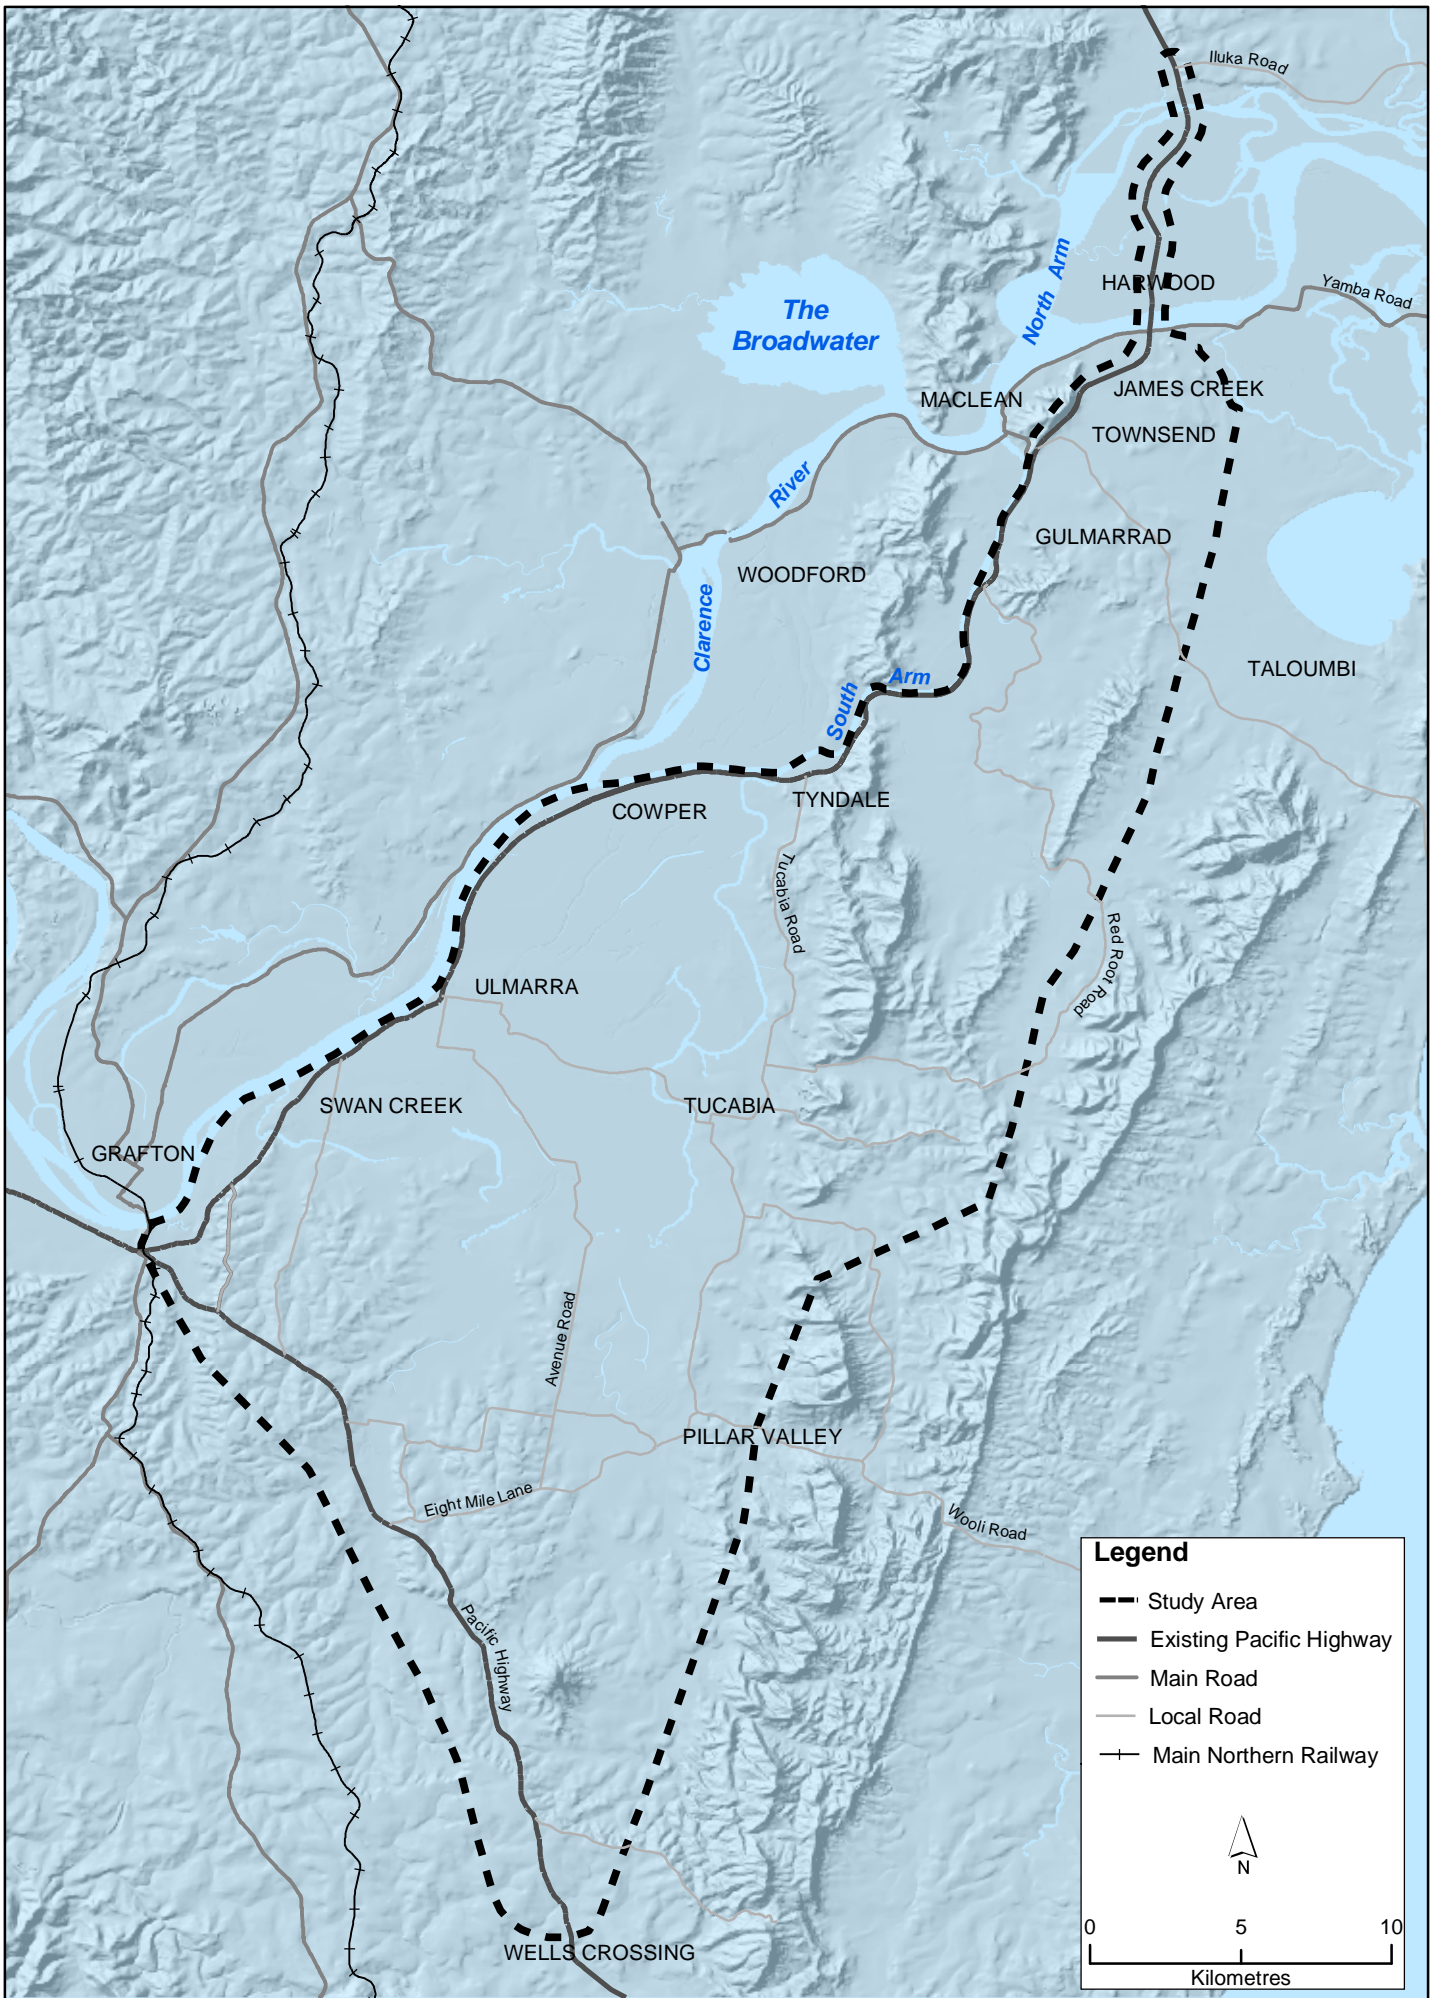 Iluka Road
North Arm
HARWOOD
Yamba Road
The
Broadwater
MACLEAN
JAMES CREEK
TOWNSEND
River
GULMARRAD
WOODFORD
Clarence
TALOUMBI
South
Arm
COWPER
TYNDALE
Tucabia Road
Red Root Road
ULMARRA
SWAN CREEK
TUCABIA
GRAFTON
Avenue Road
PILLAR VALLEY
Eight Mile Lane
Wooli Road
Pacific Highway
WELLS CROSSING
Legend
Study Area
Existing Pacific Highway
Main Road
Local Road
Main Northern Railway
N
0 5 10
Kilometres